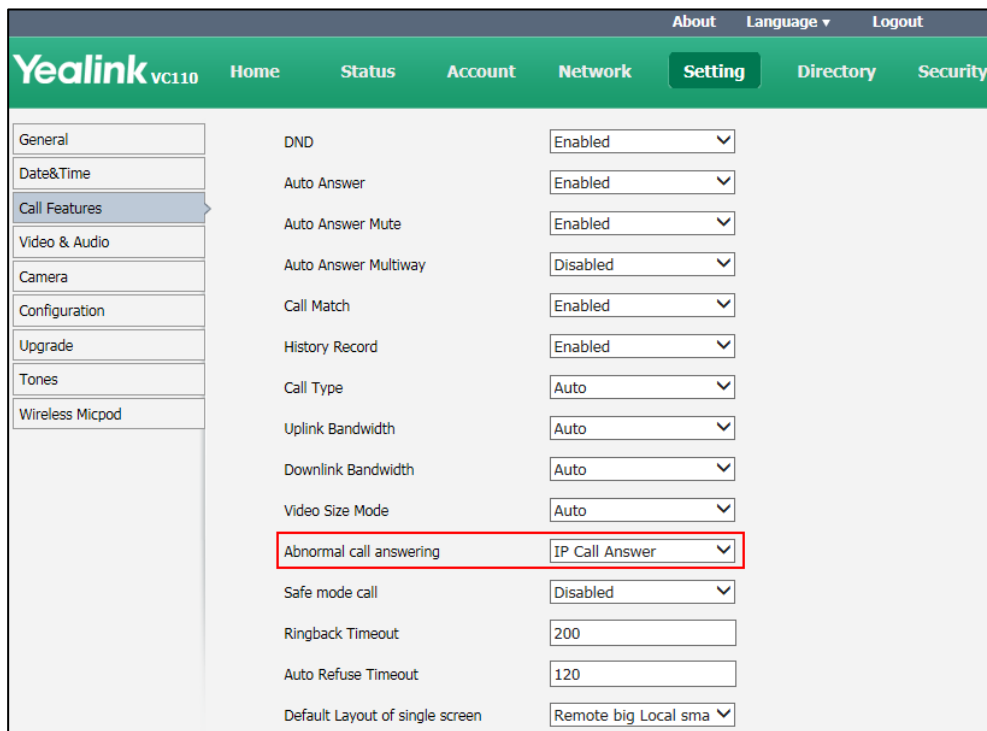 About Language ▾ Logout
Yealink VC110 Home Status Account Network Setting Directory Security
General
Date&Time
Call Features
Video & Audio
Camera
Configuration
Upgrade
Tones
Wireless Micpod
DND Enabled
Auto Answer Enabled
Auto Answer Mute Enabled
Auto Answer Multiway Disabled
Call Match Enabled
History Record Enabled
Call Type Auto
Uplink Bandwidth Auto
Downlink Bandwidth Auto
Video Size Mode Auto
Abnormal call answering IP Call Answer
Safe mode call Disabled
Ringback Timeout 200
Auto Refuse Timeout 120
Default Layout of single screen Remote big Local sma